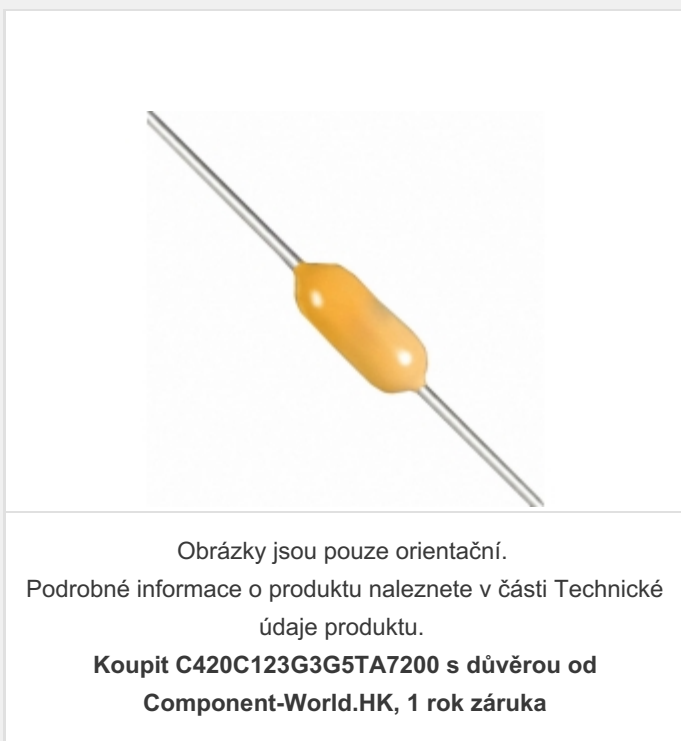 Obrázky jsou pouze orientační.
Podrobné informace o produktu naleznete v části Technické
údaje produktu.
Koupit C420C123G3G5TA7200 s důvěrou od
Component-World.HK, 1 rok záruka